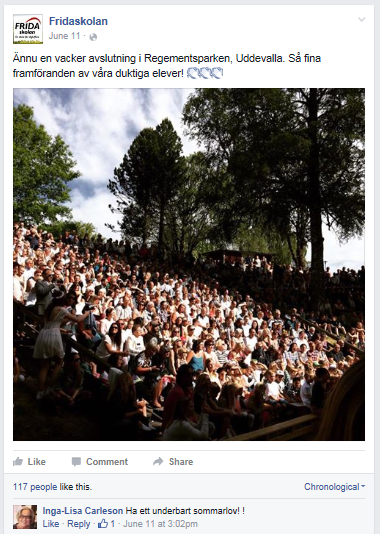 FRIDA
skolan
Fridaskolan
June 11 ·
Ännu en vacker avslutning i Regementsparken, Uddevalla. Så fina
framföranden av våra duktiga elever!
Like Comment Share
117 people like this. Chronological
Inga-Lisa Carleson Ha ett underbart sommarlov! !
Like · Reply · 1 · June 11 at 3:02pm